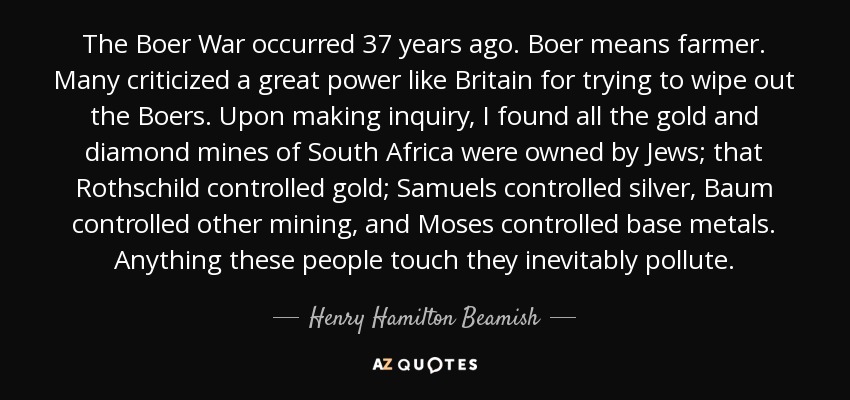 The Boer War occurred 37 years ago. Boer means farmer.
Many criticized a great power like Britain for trying to wipe out
the Boers. Upon making inquiry, I found all the gold and
diamond mines of South Africa were owned by Jews; that
Rothschild controlled gold; Samuels controlled silver, Baum
controlled other mining, and Moses controlled base metals.
Anything these people touch they inevitably pollute.
Henry Hamilton Beamish
AZ QUOTES